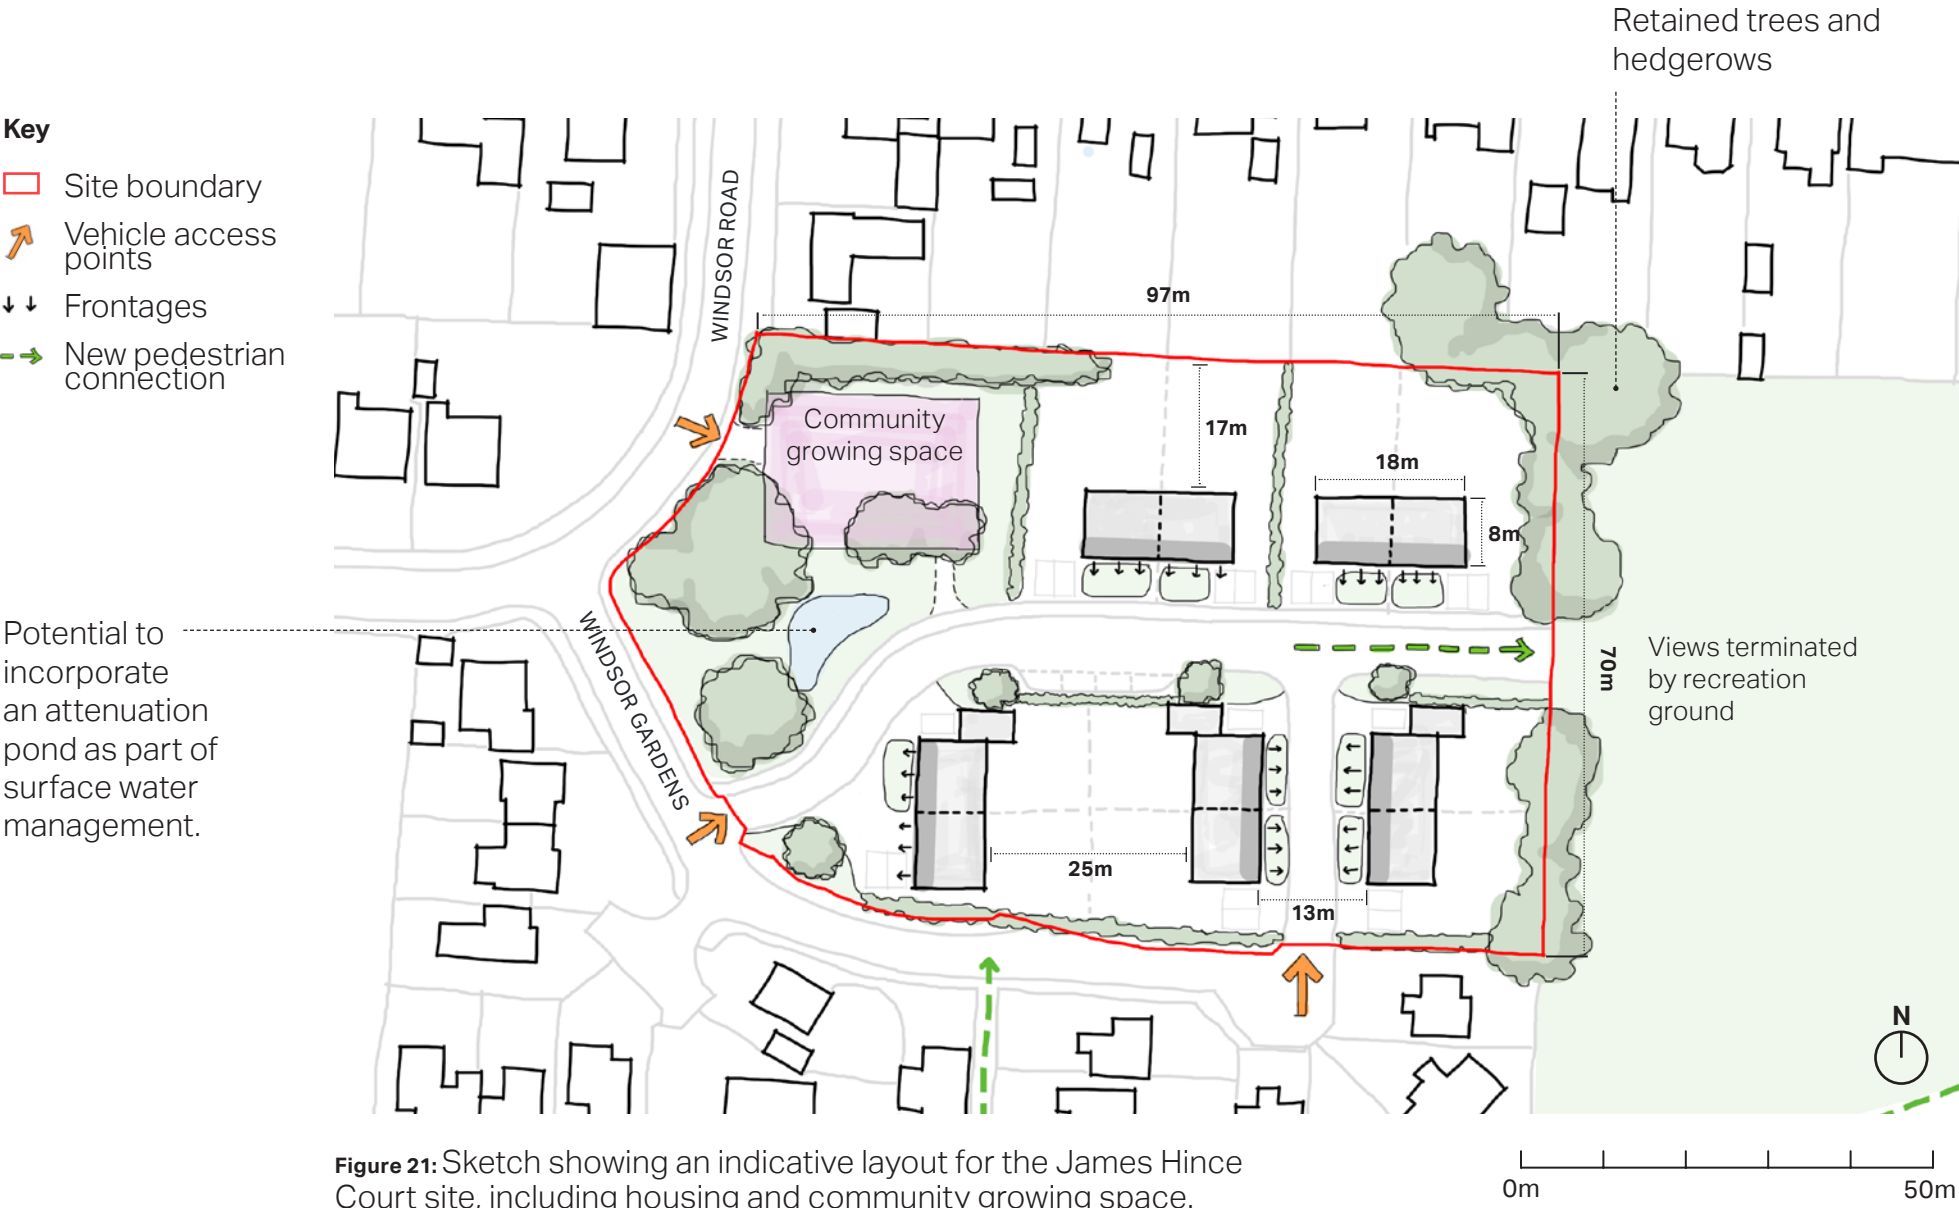 Retained trees and
hedgerows
Key
Site boundary
Vehicle access
points
Frontages
New pedestrian
connection
WINDSOR ROAD
97m
Community
growing space
17m
18m
8m
Potential to
incorporate
an attenuation
pond as part of
surface water
management.
WINDSOR GARDENS
70m
Views terminated
by recreation
ground
25m
13m
N
Figure 21: Sketch showing an indicative layout for the James Hince
Court site, including housing and community growing space.
0m
50m